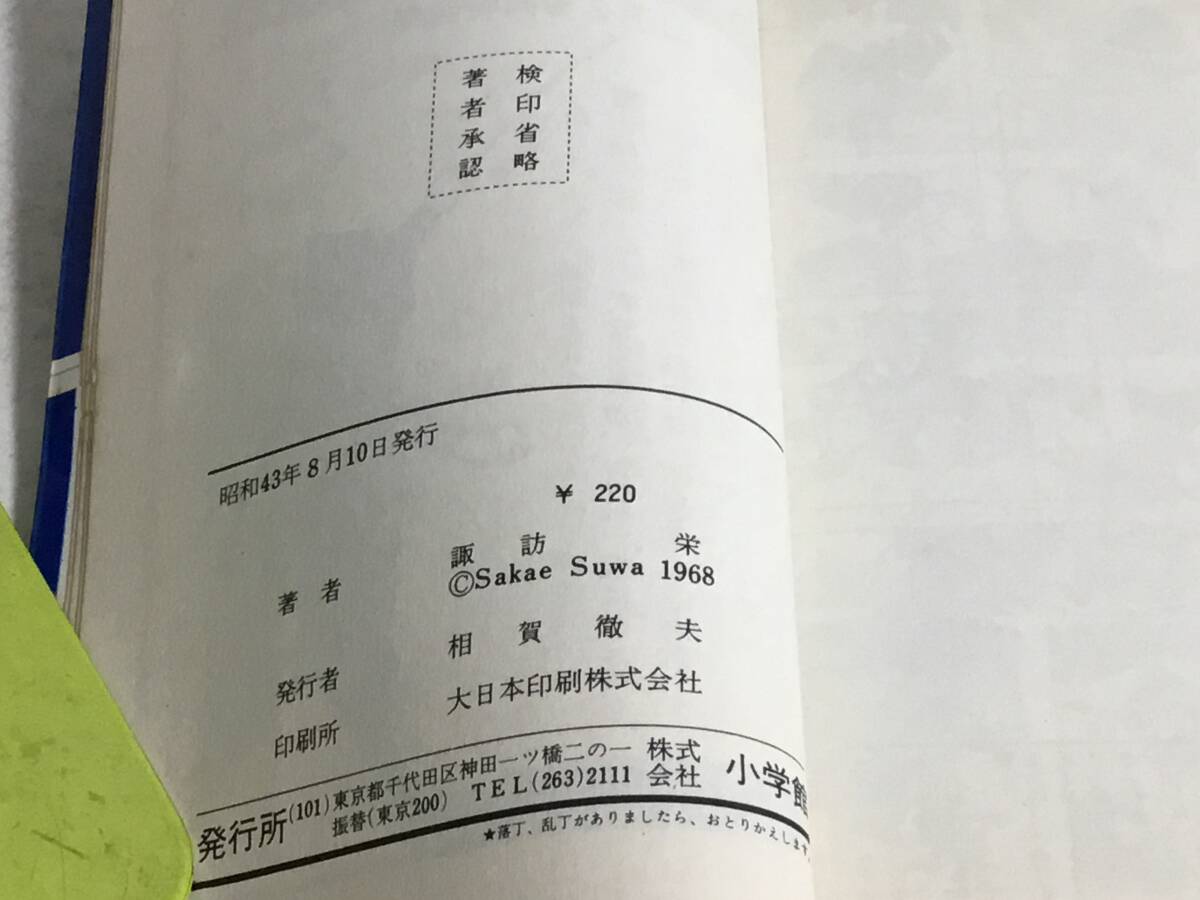 検印省略
著者承認
昭和43年8月10日発行
¥ 220
著者 諏訪 栄
©Sakae Suwa 1968
発行者 相賀徹夫
印刷所 大日本印刷株式会社
発行所 (101)東京都千代田区神田一ツ橋二の一 株式会社 小学館
振替(東京200) TEL(263)2111
★落丁、乱丁がありましたら、おとりかえします。